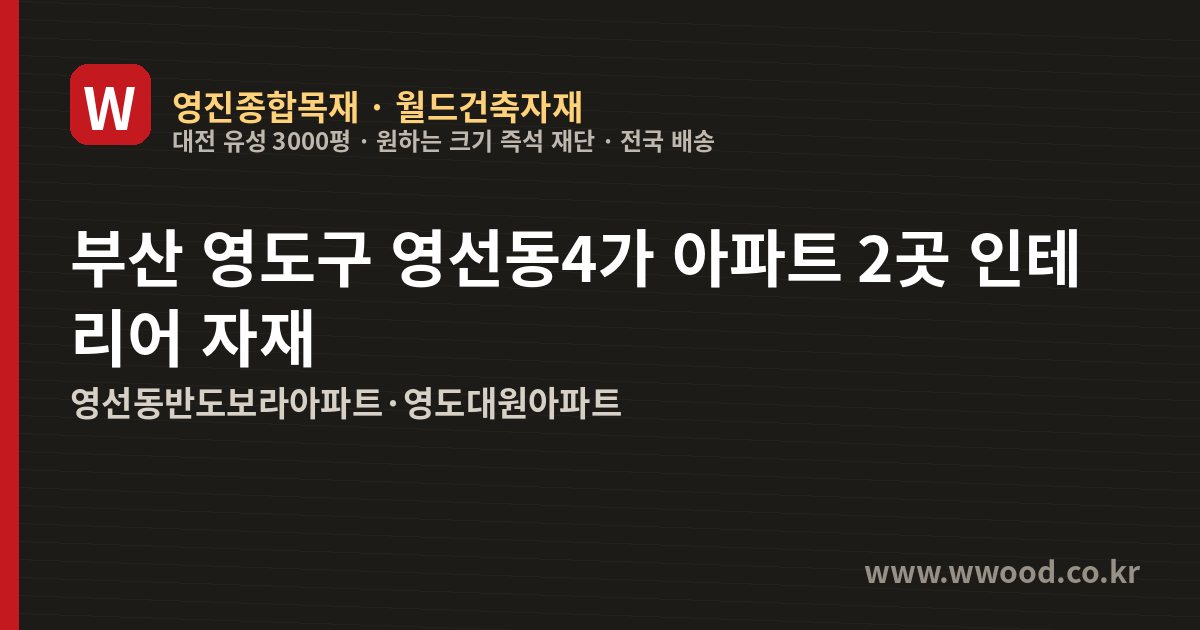 W
영진종합목재 · 월드건축자재
대전 유성 3000평 · 원하는 크기 즉석 재단 · 전국 배송
부산 영도구 영선동4가 아파트 2곳 인테
리어 자재
영선동반도보라아파트·영도대원아파트
www.wwood.co.kr